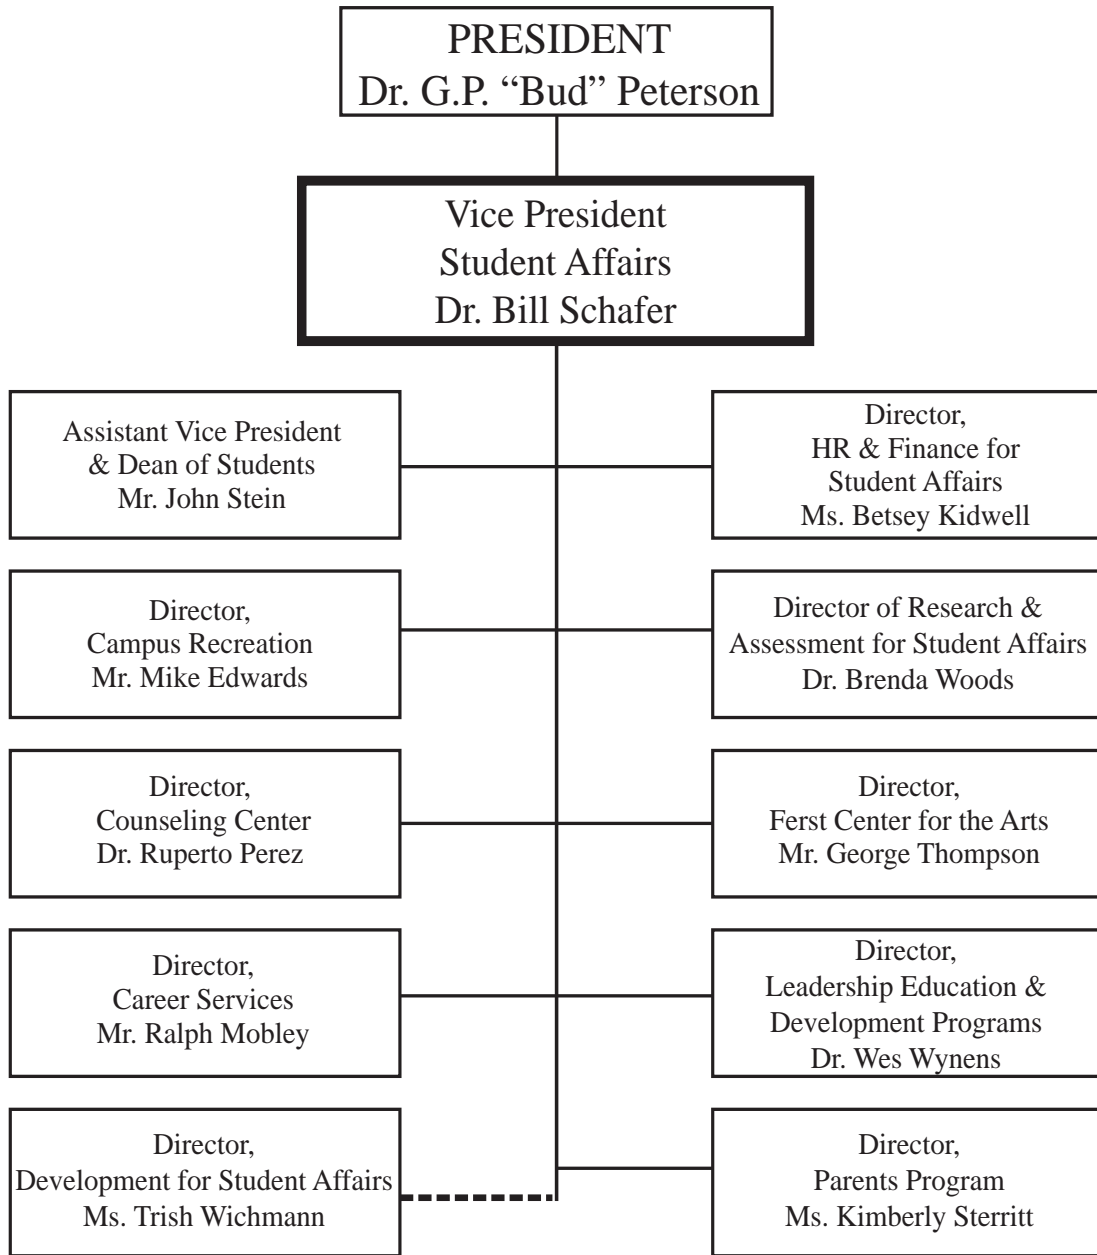 PRESIDENT
Dr. G.P. “Bud” Peterson
Vice President
Student Affairs
Dr. Bill Schafer
Assistant Vice President
& Dean of Students
Mr. John Stein
Director,
HR & Finance for
Student Affairs
Ms. Betsey Kidwell
Director,
Campus Recreation
Mr. Mike Edwards
Director of Research &
Assessment for Student Affairs
Dr. Brenda Woods
Director,
Counseling Center
Dr. Ruperto Perez
Director,
Ferst Center for the Arts
Mr. George Thompson
Director,
Career Services
Mr. Ralph Mobley
Director,
Leadership Education &
Development Programs
Dr. Wes Wynens
Director,
Development for Student Affairs
Ms. Trish Wichmann
Director,
Parents Program
Ms. Kimberly Sterritt